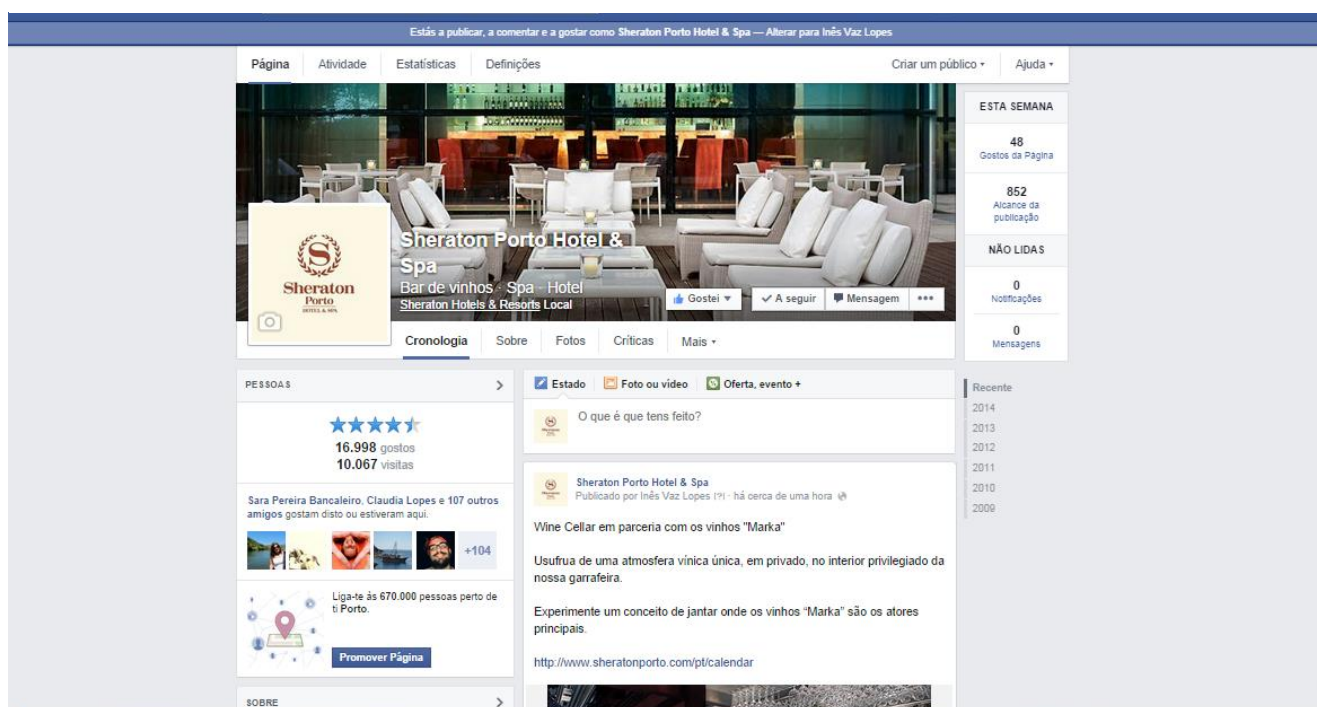 Estás a publicar, a comentar e a gostar como Sheraton Porto Hotel & Spa — Alterar para Inês Vaz Lopes
Página Atividade Estatísticas Definições Criar um público Ajuda
Sheraton
Porto
HOTEL & SPA
Sheraton Porto Hotel &
Spa
Bar de vinhos · Spa · Hotel
Sheraton Hotels & Resorts Local
Gostei A seguir Mensagem
Cronologia Sobre Fotos Críticas Mais
ESTA SEMANA
48
Gostos da Página
852
Alcance da
publicação
NÃO LIDAS
0
Notificações
0
Mensagens
Recente
2014
2013
2012
2011
2010
2009
PESSOAS
16.998 gostos
10.067 visitas
Sara Pereira Bancaleiro, Claudia Lopes e 107 outros
amigos gostam disto ou estiveram aqui.
+104
Liga-te às 670.000 pessoas perto de
ti Porto.
Promover Página
SOBRE
Estado Foto ou vídeo Oferta, evento +
O que é que tens feito?
Sheraton Porto Hotel & Spa
Publicado por Inês Vaz Lopes [?] · há cerca de uma hora
Wine Cellar em parceria com os vinhos "Marka"
Usufrua de uma atmosfera vínica única, em privado, no interior privilegiado da
nossa garrafeira.
Experimente um conceito de jantar onde os vinhos “Marka” são os atores
principais.
http://www.sheratonporto.com/pt/calendar